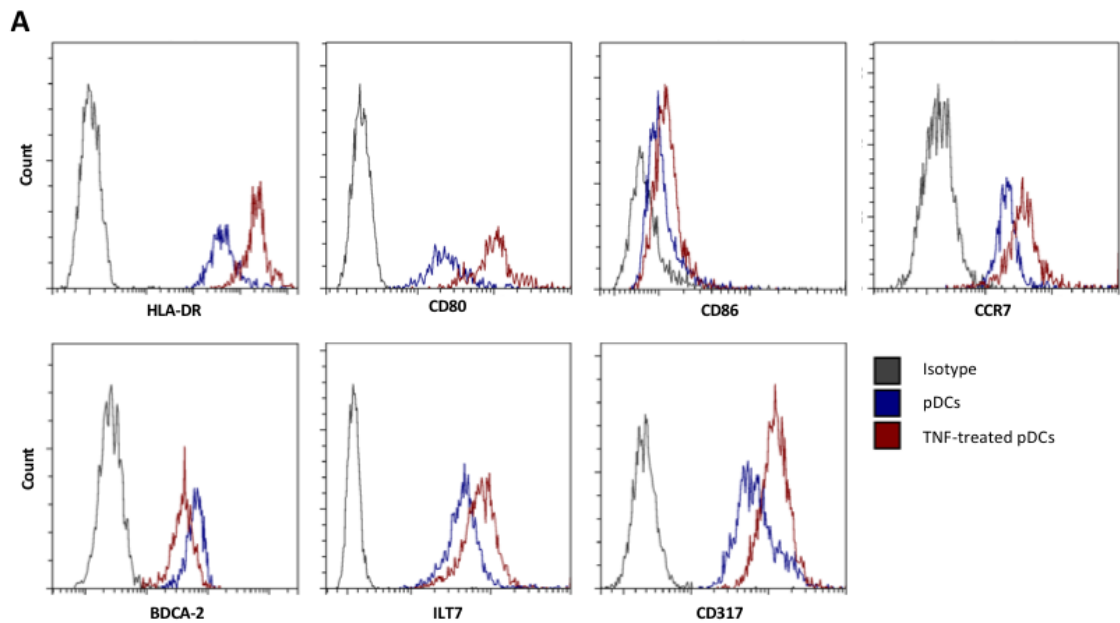 A
Count
HLA-DR
CD80
CD86
CCR7
Count
BDCA-2
ILT7
CD317
Isotype
pDCs
TNF-treated pDCs